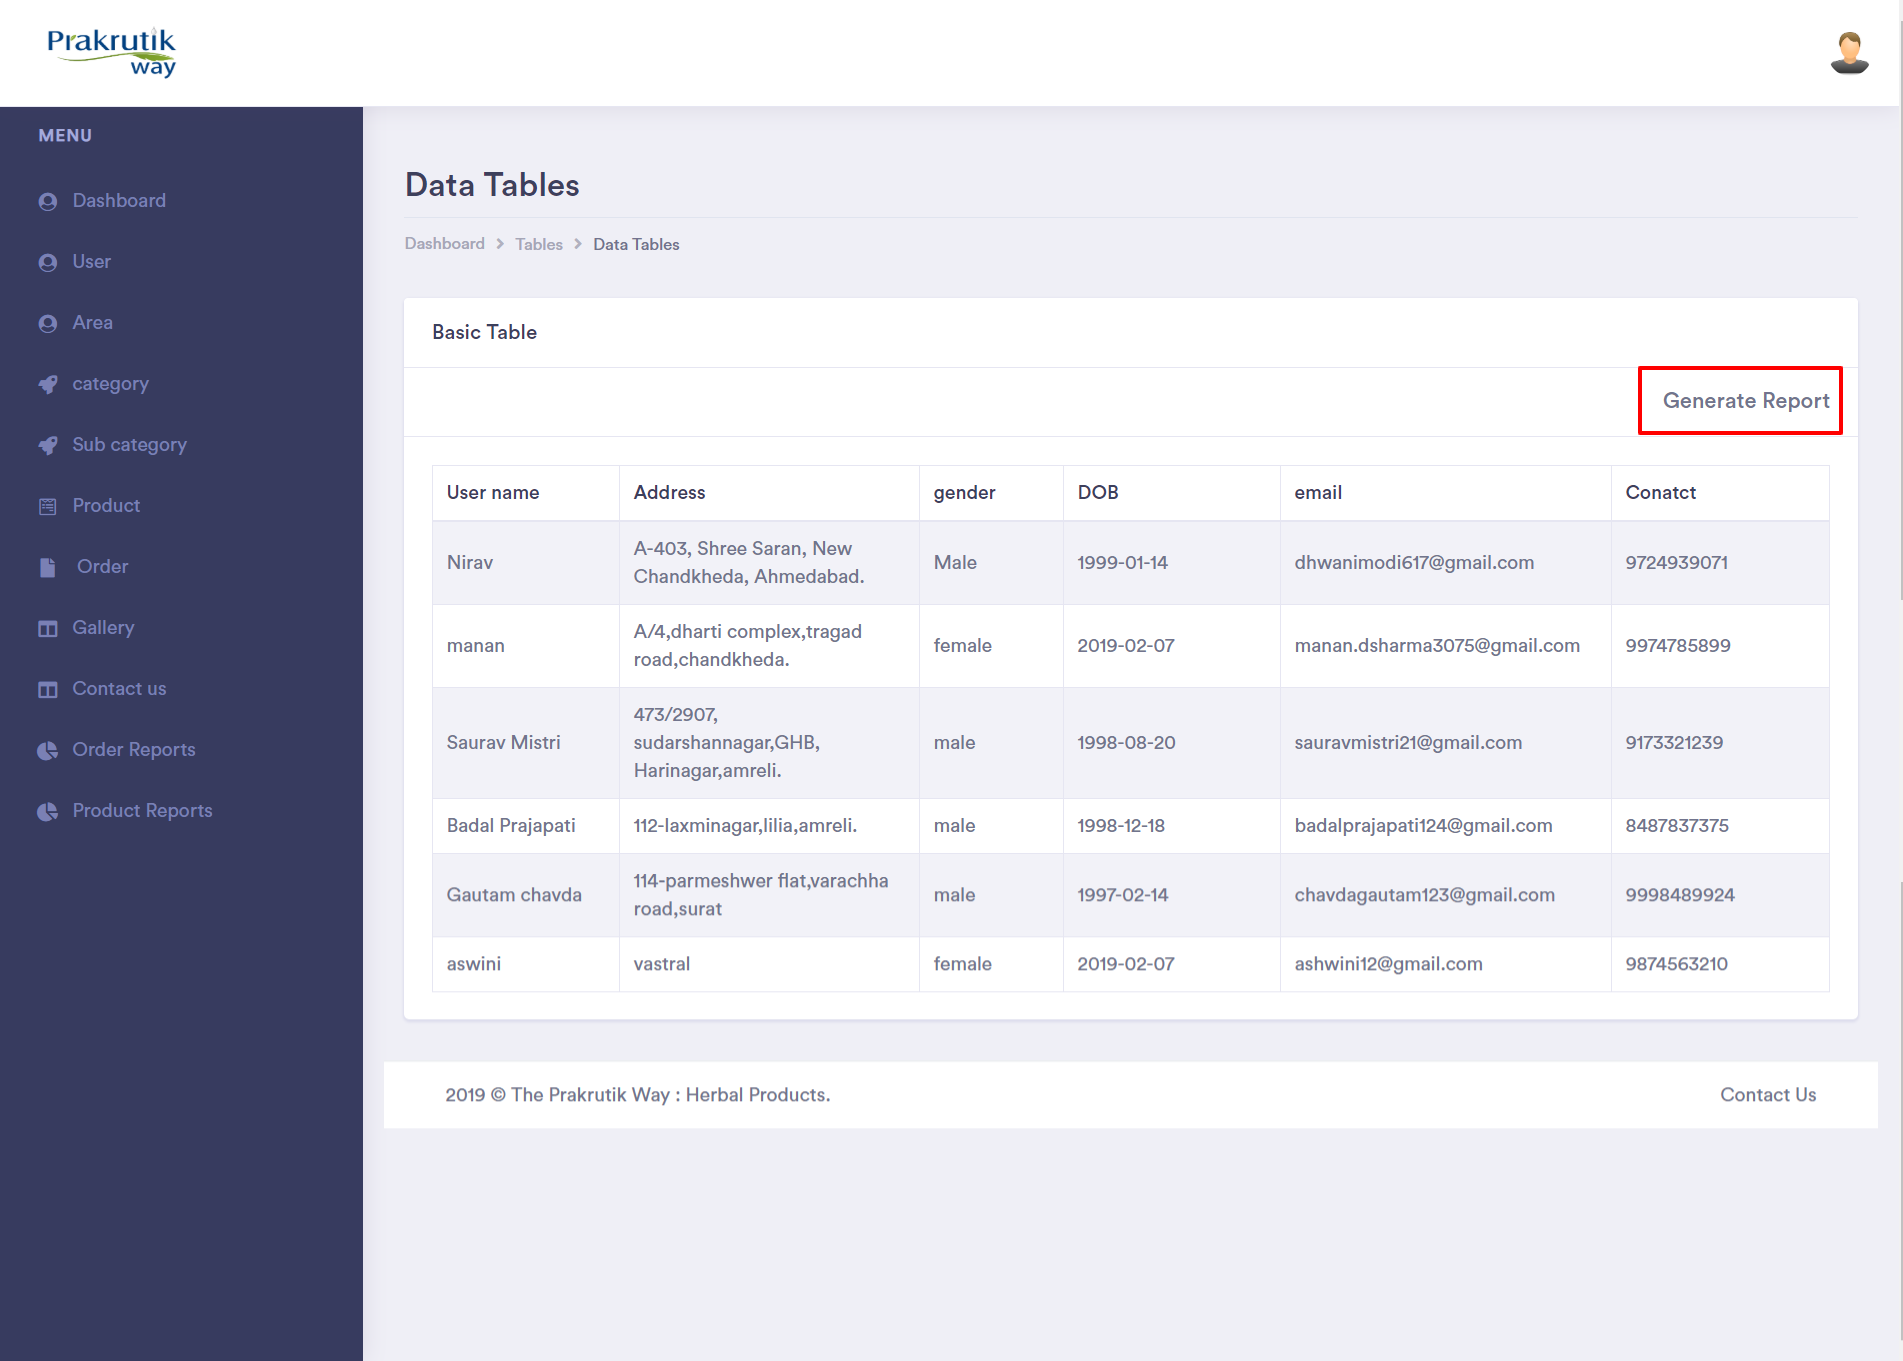 Prakrutik
way
MENU
Dashboard
User
Area
category
Sub category
Product
Order
Gallery
Contact us
Order Reports
Product Reports
Data Tables
Dashboard > Tables > Data Tables
Basic Table
Generate Report
User name Address gender DOB email Conatct
Nirav A-403, Shree Saran, New Chandkheda, Ahmedabad. Male 1999-01-14 dhwanimodi617@gmail.com 9724939071
manan A/4,dharti complex,tragad road,chandkheda. female 2019-02-07 manan.dsharma3075@gmail.com 9974785899
Saurav Mistri 473/2907, sudarshannagar,GHB, Harinagar,amreli. male 1998-08-20 sauravmistri21@gmail.com 9173321239
Badal Prajapati 112-laxminagar,lilia,amreli. male 1998-12-18 badalprajapati124@gmail.com 8487837375
Gautam chavda 114-parmeshwer flat,varachha road,surat male 1997-02-14 chavdagautam123@gmail.com 9998489924
aswini vastral female 2019-02-07 ashwini12@gmail.com 9874563210
2019 © The Prakrutik Way : Herbal Products. Contact Us